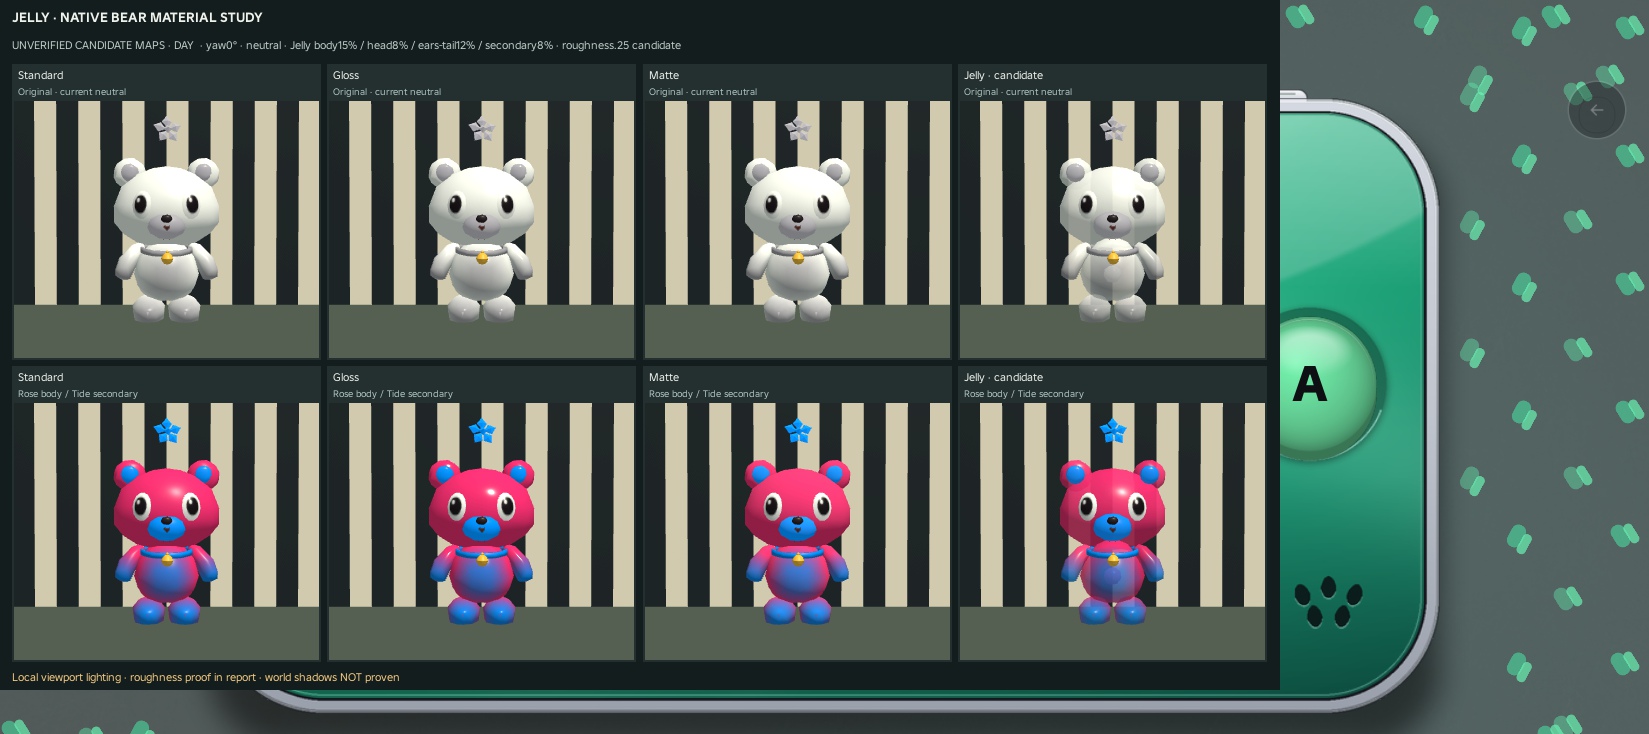 JELLY · NATIVE BEAR MATERIAL STUDY
UNVERIFIED CANDIDATE MAPS · DAY · yaw0° · neutral · Jelly body15% / head8% / ears-tail12% / secondary8% · roughness.25 candidate
Standard
Original · current neutral
Gloss
Original · current neutral
Matte
Original · current neutral
Jelly · candidate
Original · current neutral
Standard
Rose body / Tide secondary
Gloss
Rose body / Tide secondary
Matte
Rose body / Tide secondary
Jelly · candidate
Rose body / Tide secondary
A
Local viewport lighting · roughness proof in report · world shadows NOT proven